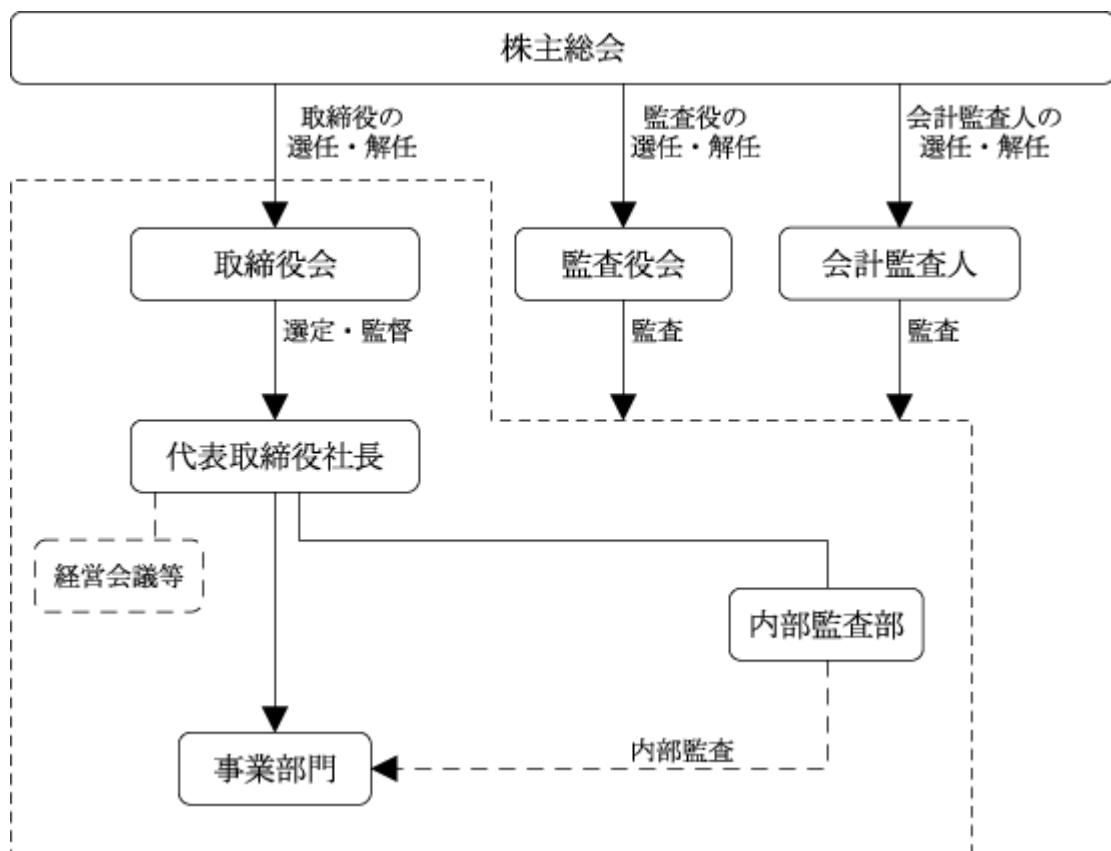 株主総会
取締役の
選任・解任
監査役の
選任・解任
会計監査人の
選任・解任
取締役会
監査役会
会計監査人
選定・監督
監査
監査
代表取締役社長
経営会議等
内部監査部
内部監査
事業部門